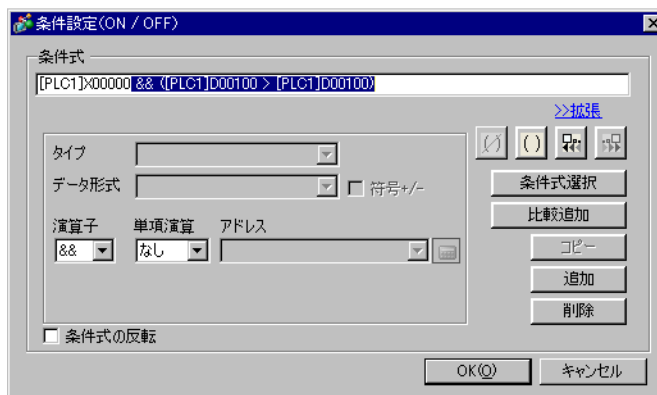 条件設定(ON / OFF)
条件式
[PLC1]X00000 && ([PLC1]D00100 > [PLC1]D00100)
>>拡張
( )
タイプ
データ形式
符号+/-
条件式選択
演算子
単項演算
アドレス
比較追加
&&
なし
コピー
追加
削除
条件式の反転
OK(O)
キャンセル